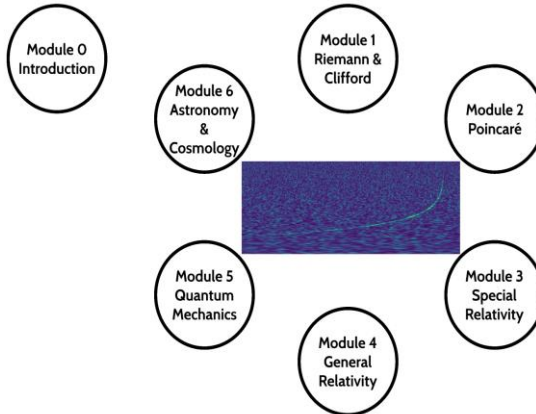 Module 0
Introduction
Module 1
Riemann &
Clifford
Module 2
Poincaré
Module 3
Special
Relativity
Module 4
General
Relativity
Module 5
Quantum
Mechanics
Module 6
Astronomy
&
Cosmology